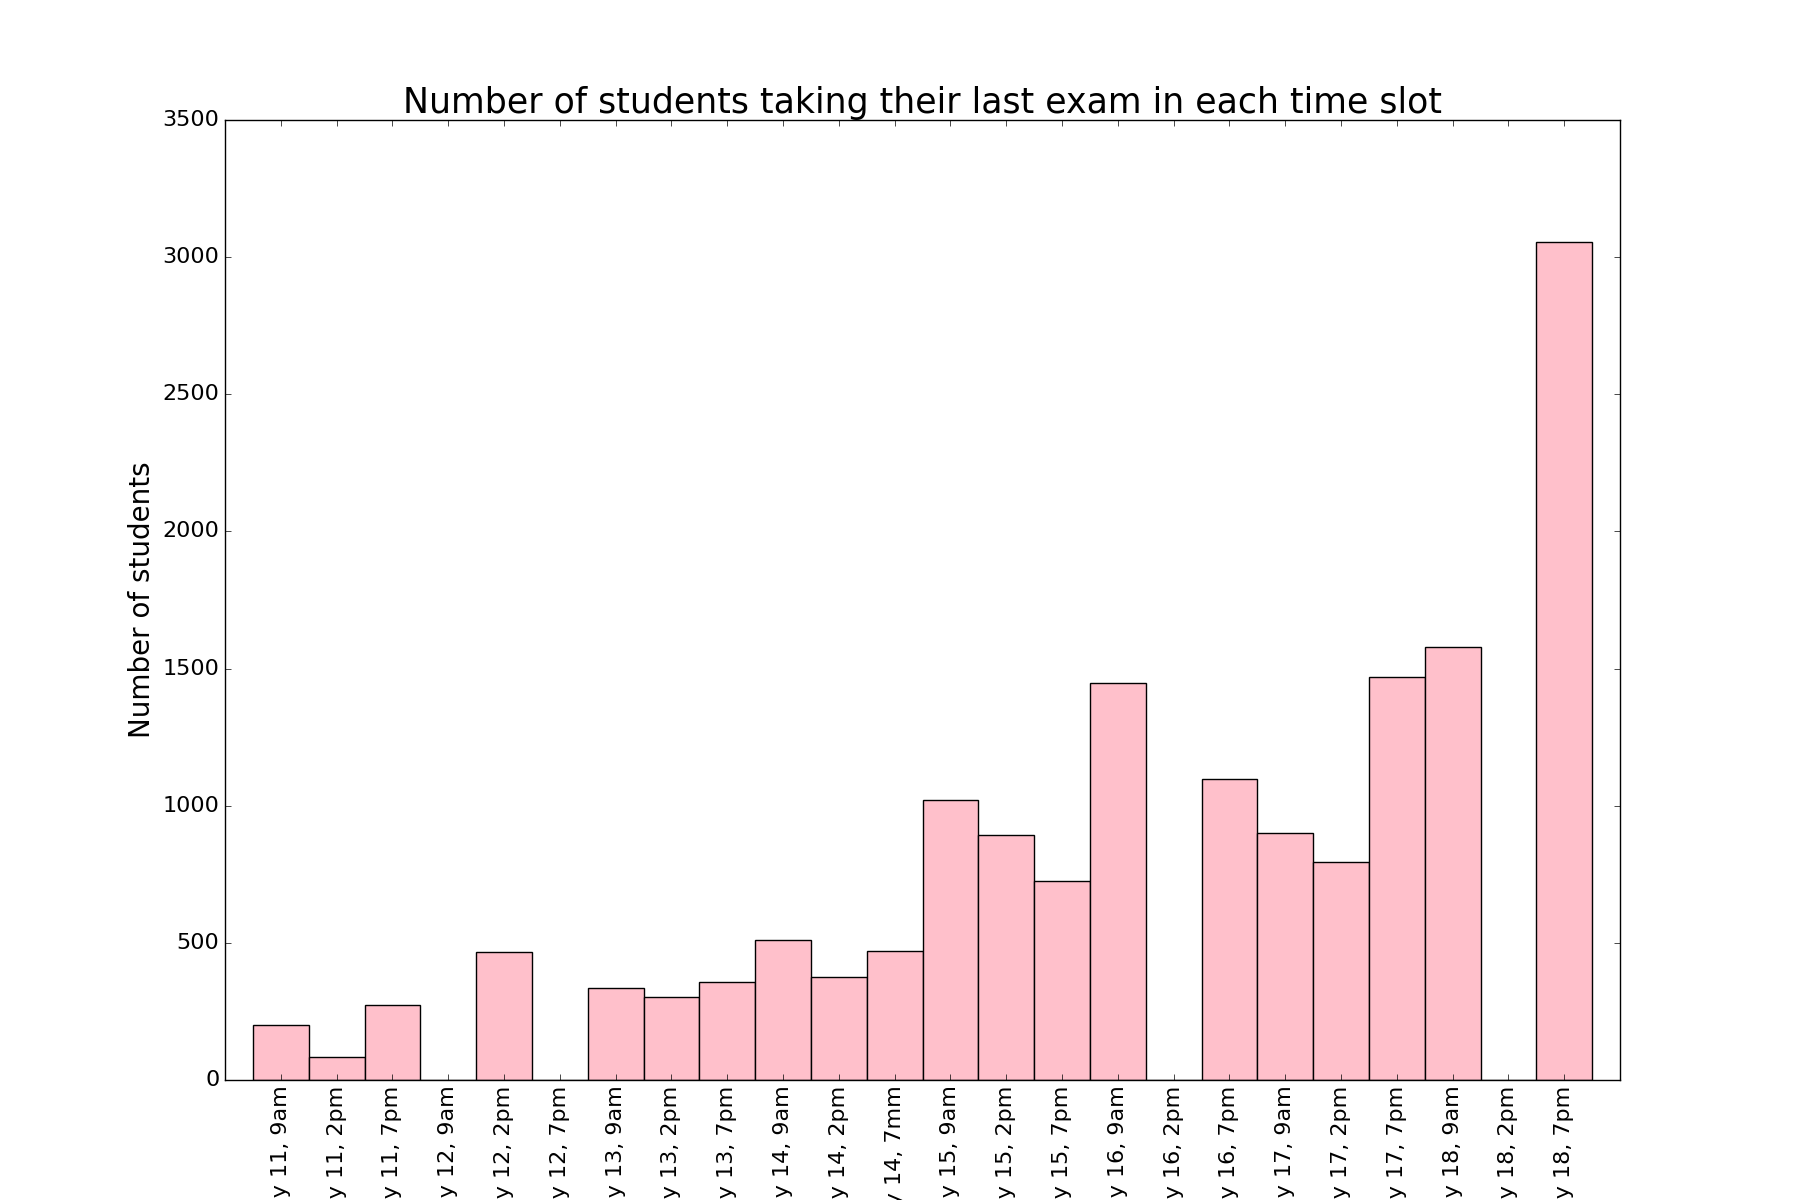 Number of students taking their last exam in each time slot
3500
3000
2500
2000
1500
1000
500
0
Number of students
y 11, 9am
y 11, 2pm
y 11, 7pm
y 12, 9am
y 12, 2pm
y 12, 7pm
y 13, 9am
y 13, 2pm
y 13, 7pm
y 14, 9am
y 14, 2pm
y 14, 7mm
y 15, 9am
y 15, 2pm
y 15, 7pm
y 16, 9am
y 16, 2pm
y 16, 7pm
y 17, 9am
y 17, 2pm
y 17, 7pm
y 18, 9am
y 18, 2pm
y 18, 7pm